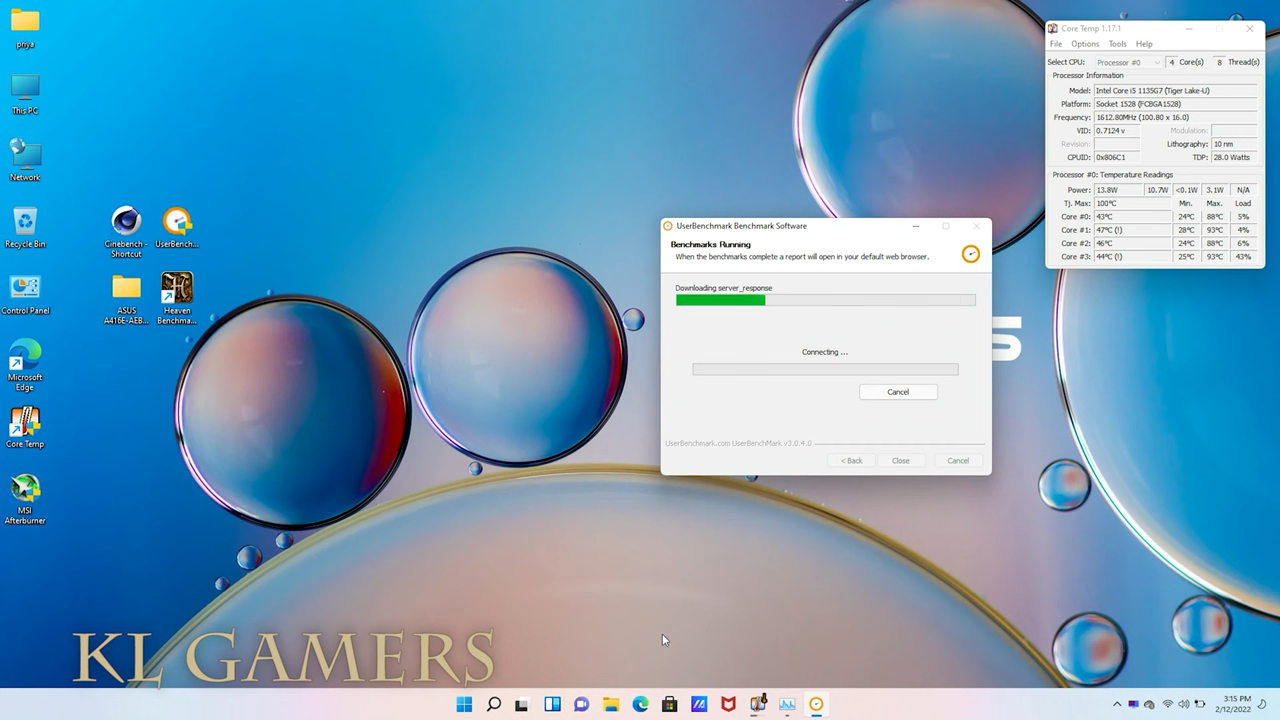 priya
This PC
Network
Recycle Bin
Control Panel
Microsoft
Edge
Core Temp
MSI
Afterburner
Cinebench -
Shortcut
UserBench...
ASUS
A416E-AEB...
Heaven
Benchma...
UserBenchmark Benchmark Software
Benchmarks Running
When the benchmarks complete a report will open in your default web browser.
Downloading server_response
Connecting ...
Cancel
UserBenchmark.com UserBenchMark v3.0.4.0
< Back Close Cancel
Core Temp 1.17.1
File Options Tools Help
Select CPU: Processor #0 4 Core(s) 8 Thread(s)
Processor Information
Model: Intel Core i5 1135G7 (Tiger Lake-U)
Platform: Socket 1528 (FCBGA1528)
Frequency: 1612.80MHz (100.80 x 16.0)
VID: 0.7124 v Modulation:
Revision: Lithography: 10 nm
CPUID: 0x806C1 TDP: 28.0 Watts
Processor #0: Temperature Readings
Power: 13.8W 10.7W <0.1W 3.1W N/A
Tj. Max: 100°C Min. Max. Load
Core #0: 43°C 24°C 88°C 5%
Core #1: 47°C (!) 28°C 93°C 4%
Core #2: 46°C 24°C 88°C 6%
Core #3: 44°C (!) 25°C 93°C 43%
KL GAMERS
3:15 PM
2/12/2022